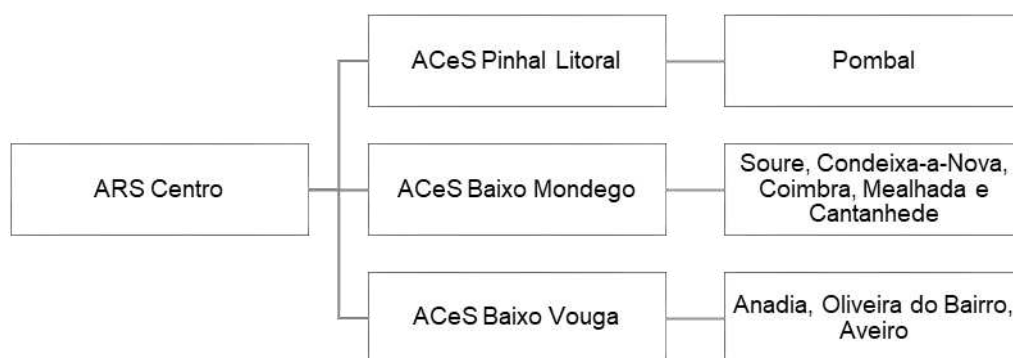 ARS Centro
ACeS Pinhal Litoral
Pombal
ACeS Baixo Mondego
Soure, Condeixa-a-Nova,
Coimbra, Mealhada e
Cantanhede
ACeS Baixo Vouga
Anadia, Oliveira do Bairro,
Aveiro